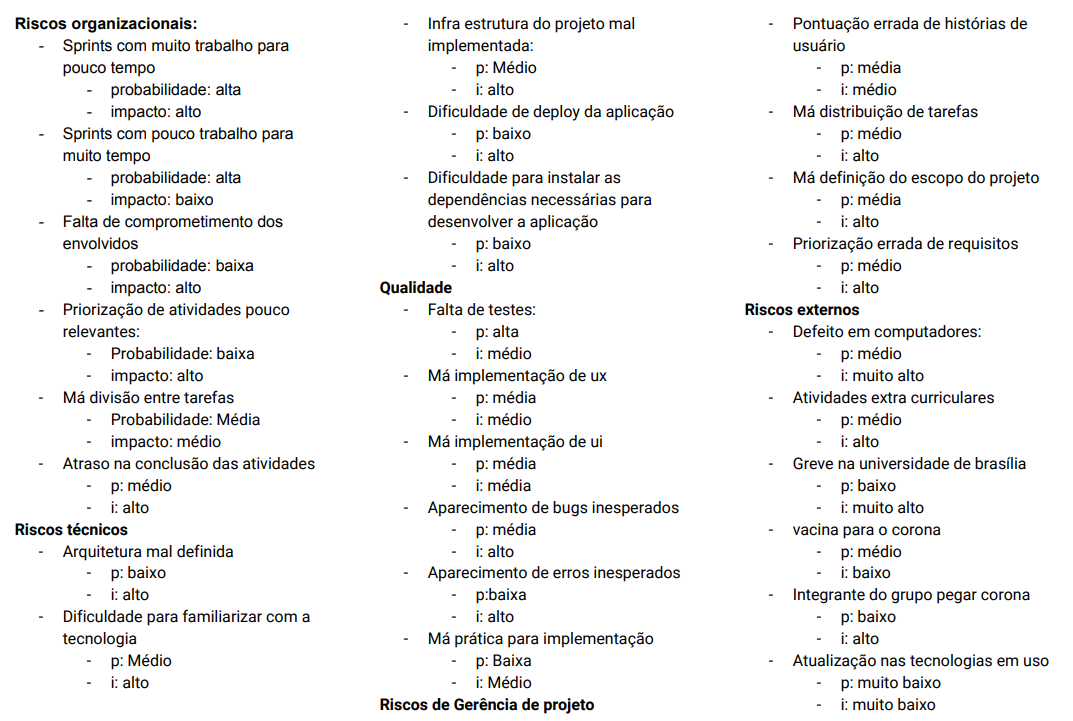 Riscos organizacionais:
- Sprints com muito trabalho para
pouco tempo
- probabilidade: alta
- impacto: alto
- Sprints com pouco trabalho para
muito tempo
- probabilidade: alta
- impacto: baixo
- Falta de comprometimento dos
envolvidos
- probabilidade: baixa
- impacto: alto
- Priorização de atividades pouco
relevantes:
- Probabilidade: baixa
- impacto: alto
- Má divisão entre tarefas
- Probabilidade: Média
- impacto: médio
- Atraso na conclusão das atividades
- p: médio
- i: alto
Riscos técnicos
- Arquitetura mal definida
- p: baixo
- i: alto
- Dificuldade para familiarizar com a
tecnologia
- p: Médio
- i: alto
- Infra estrutura do projeto mal
implementada:
- p: Médio
- i: alto
- Dificuldade de deploy da aplicação
- p: baixo
- i: alto
- Dificuldade para instalar as
dependências necessárias para
desenvolver a aplicação
- p: baixo
- i: alto
Qualidade
- Falta de testes:
- p: alta
- i: médio
- Má implementação de ux
- p: média
- i: médio
- Má implementação de ui
- p: média
- i: média
- Aparecimento de bugs inesperados
- p: média
- i: alto
- Aparecimento de erros inesperados
- p:baixa
- i: alto
- Má prática para implementação
- p: Baixa
- i: Médio
Riscos de Gerência de projeto
- Pontuação errada de histórias de
usuário
- p: média
- i: médio
- Má distribuição de tarefas
- p: médio
- i: alto
- Má definição do escopo do projeto
- p: média
- i: alto
- Priorização errada de requisitos
- p: médio
- i: alto
Riscos externos
- Defeito em computadores:
- p: médio
- i: muito alto
- Atividades extra curriculares
- p: médio
- i: alto
- Greve na universidade de brasília
- p: baixo
- i: muito alto
- vacina para o corona
- p: médio
- i: baixo
- Integrante do grupo pegar corona
- p: baixo
- i: alto
- Atualização nas tecnologias em uso
- p: muito baixo
- i: muito baixo